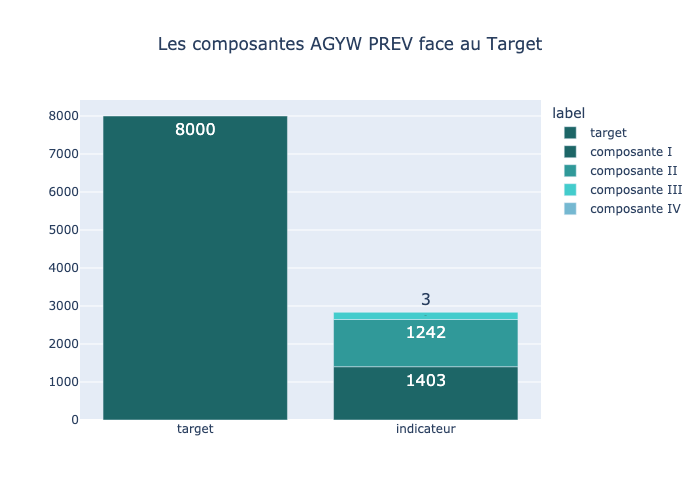 Les composantes AGYW PREV face au Target
label
target
composante I
composante II
composante III
composante IV
8000
7000
6000
5000
4000
3000
2000
1000
0
8000
3
1242
1403
target
indicateur